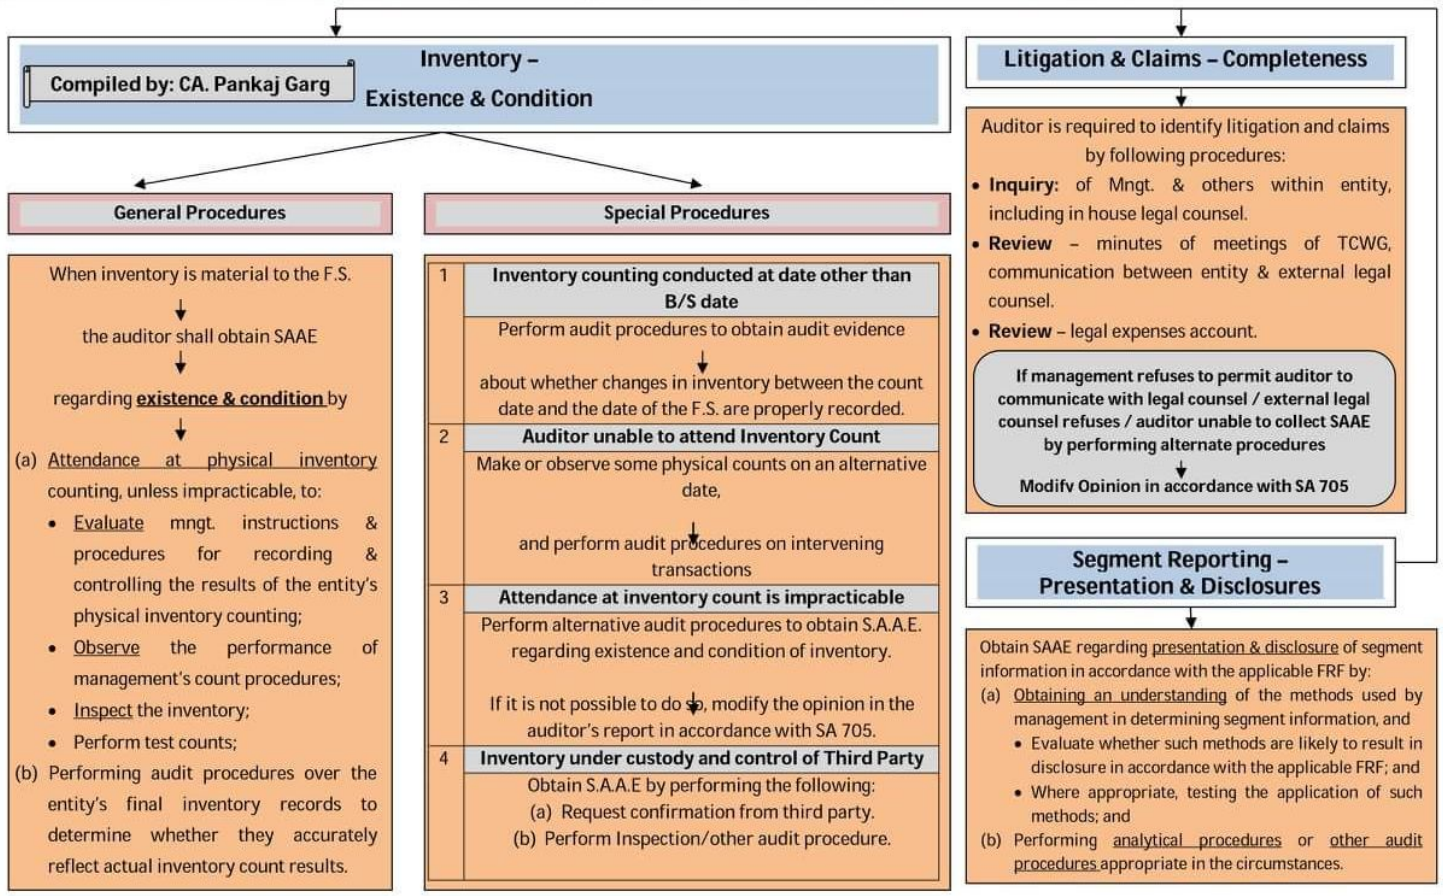 Inventory –
Compiled by: CA. Pankaj Garg
Existence & Condition
General Procedures
When inventory is material to the F.S.
the auditor shall obtain SAAE
regarding existence & condition by
(a) Attendance at physical inventory
counting, unless impracticable, to:
• Evaluate mngt. instructions &
procedures for recording &
controlling the results of the entity's
physical inventory counting;
• Observe the performance of
management's count procedures;
• Inspect the inventory;
• Perform test counts;
(b) Performing audit procedures over the
entity's final inventory records to
determine whether they accurately
reflect actual inventory count results.
Special Procedures
1 Inventory counting conducted at date other than
B/S date
Perform audit procedures to obtain audit evidence
about whether changes in inventory between the count
date and the date of the F.S. are properly recorded.
2 Auditor unable to attend Inventory Count
Make or observe some physical counts on an alternative
date,
and perform audit procedures on intervening
transactions
3 Attendance at inventory count is impracticable
Perform alternative audit procedures to obtain S.A.A.E.
regarding existence and condition of inventory.
If it is not possible to do so, modify the opinion in the
auditor's report in accordance with SA 705.
4 Inventory under custody and control of Third Party
Obtain S.A.A.E by performing the following:
(a) Request confirmation from third party.
(b) Perform Inspection/other audit procedure.
Litigation & Claims – Completeness
Auditor is required to identify litigation and claims
by following procedures:
• Inquiry: of Mngt. & others within entity,
including in house legal counsel.
• Review – minutes of meetings of TCWG,
communication between entity & external legal
counsel.
• Review – legal expenses account.
If management refuses to permit auditor to
communicate with legal counsel / external legal
counsel refuses / auditor unable to collect SAAE
by performing alternate procedures
Modify Opinion in accordance with SA 705
Segment Reporting –
Presentation & Disclosures
Obtain SAAE regarding presentation & disclosure of segment
information in accordance with the applicable FRF by:
(a) Obtaining an understanding of the methods used by
management in determining segment information, and
• Evaluate whether such methods are likely to result in
disclosure in accordance with the applicable FRF; and
• Where appropriate, testing the application of such
methods; and
(b) Performing analytical procedures or other audit
procedures appropriate in the circumstances.